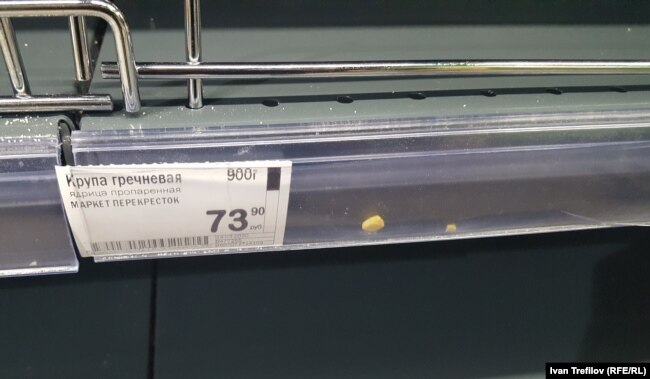 Крупа гречневая 900г
ядрица пропаренная
МАРКЕТ ПЕРЕКРЕСТОК
73 90
руб
Ivan Trefilov (RFE/RL)